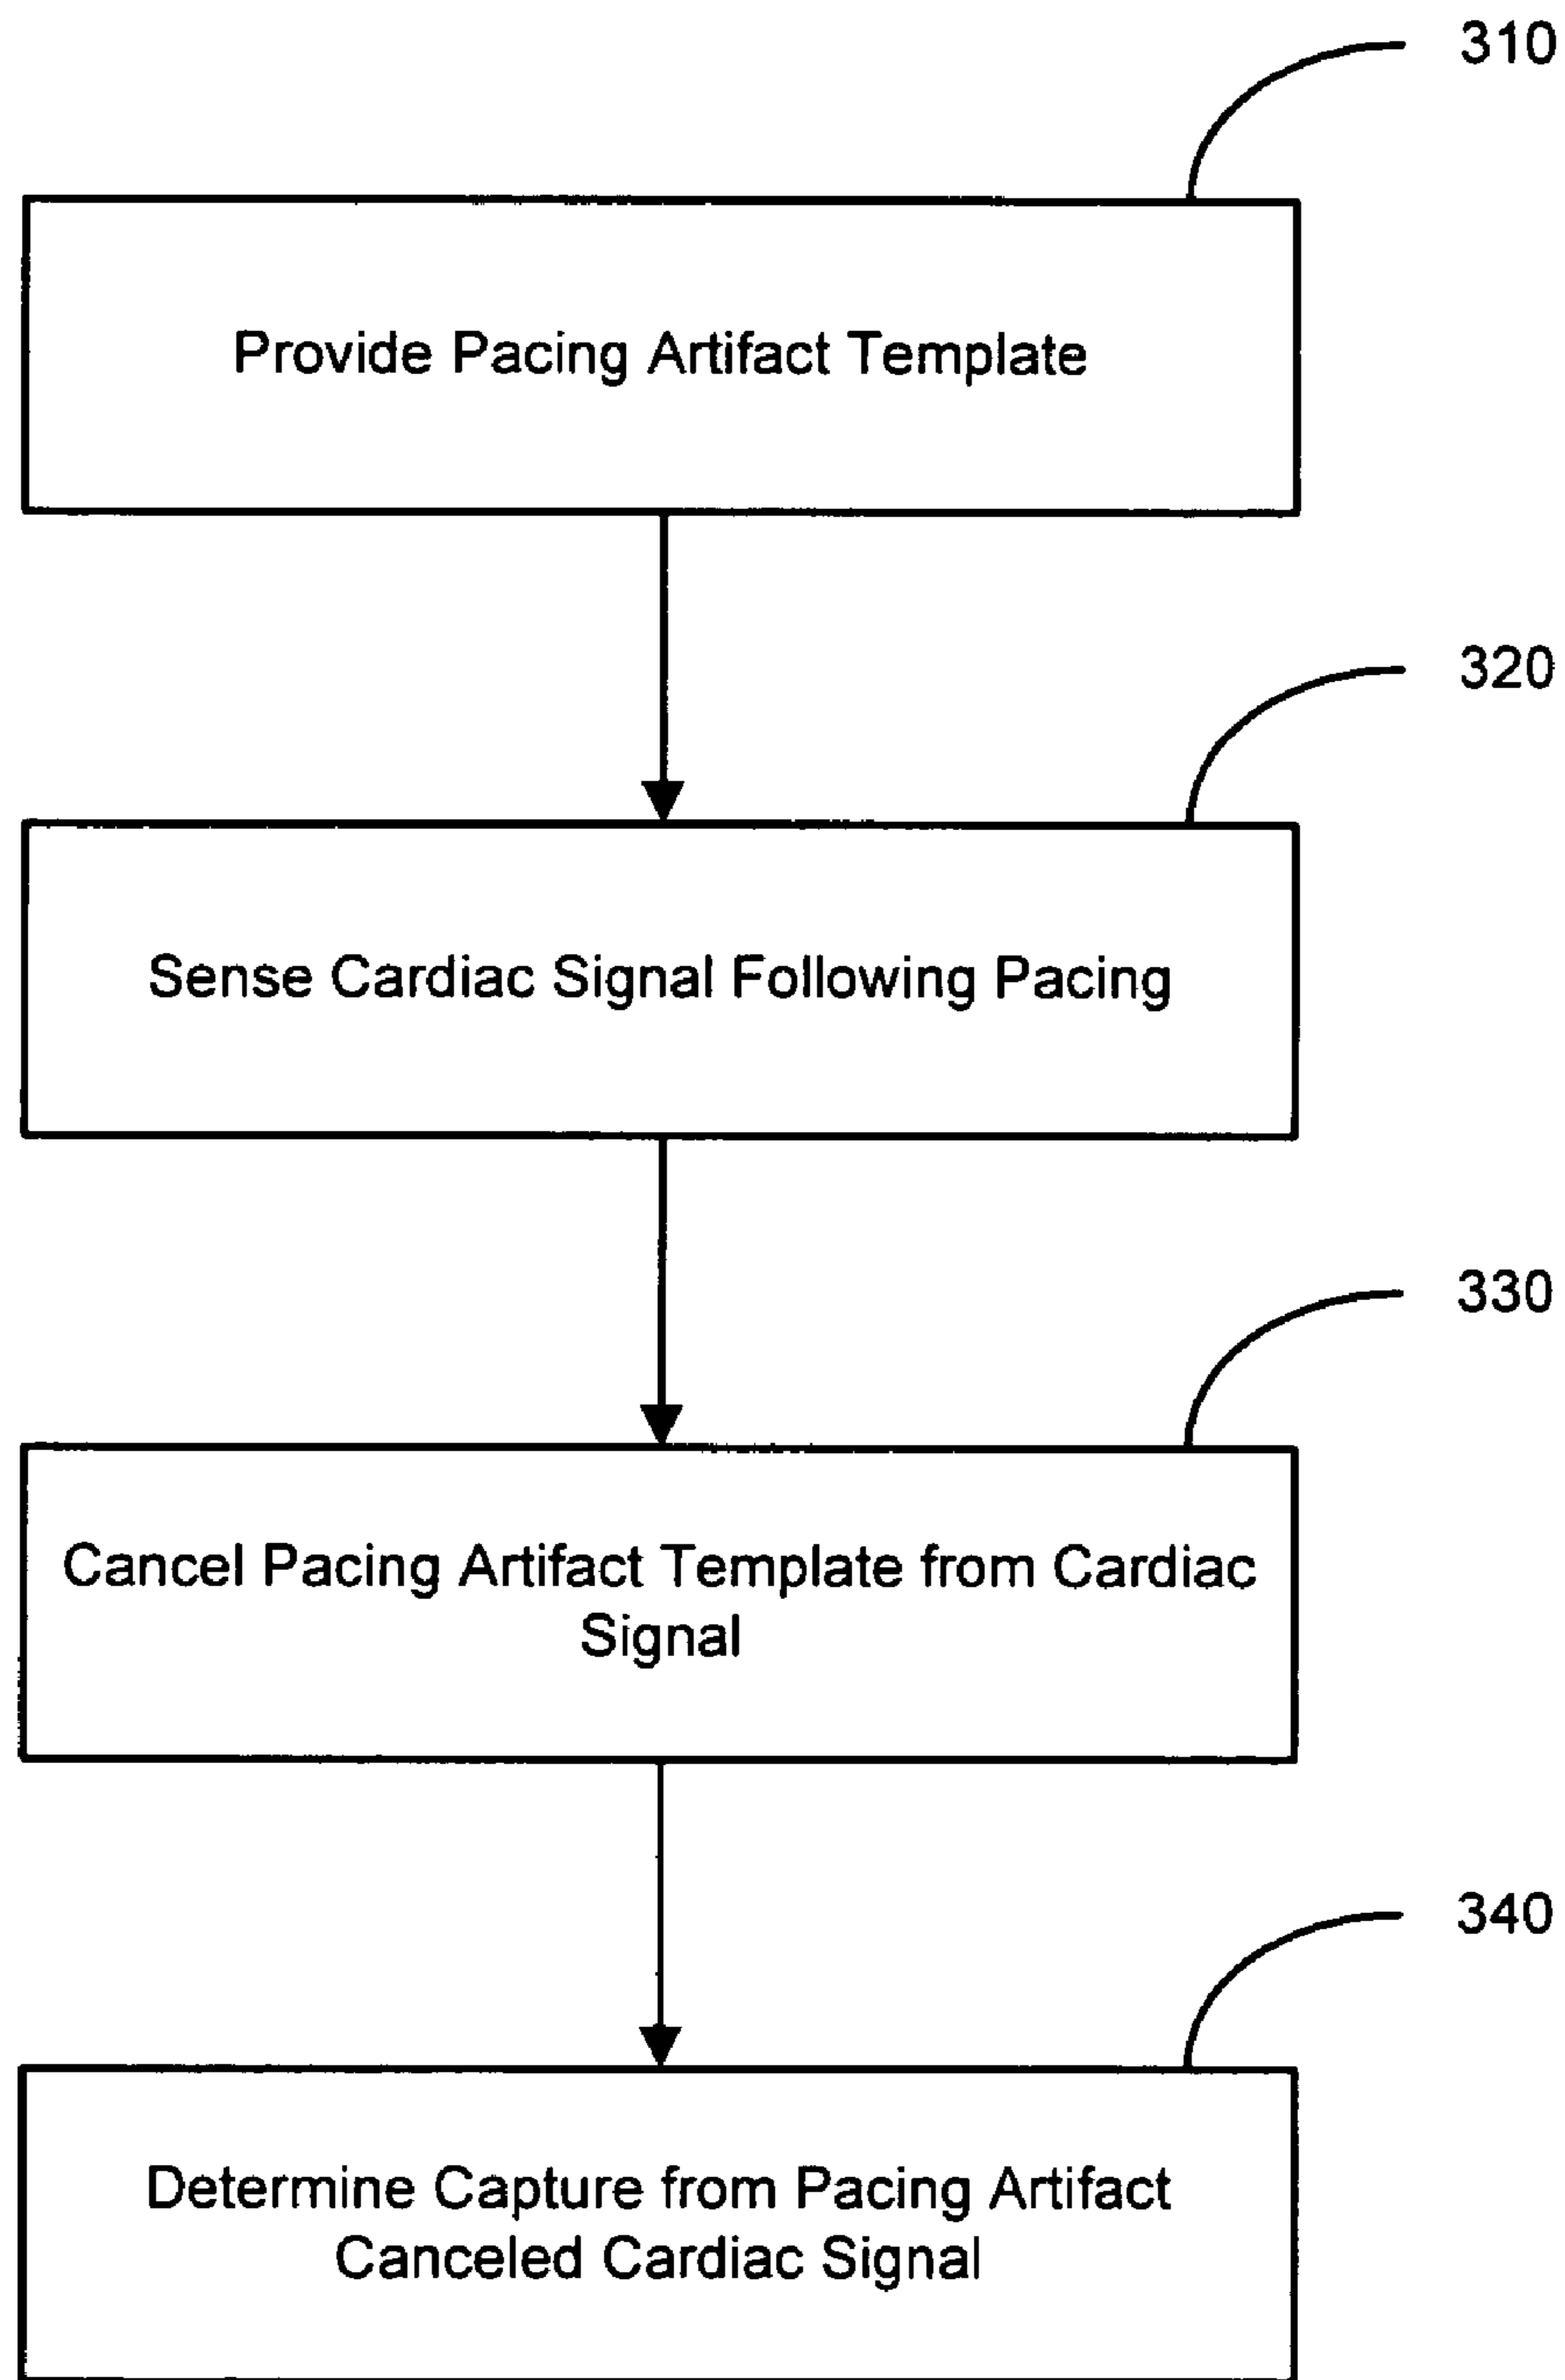 310
Provide Pacing Artifact Template
320
Sense Cardiac Signal Following Pacing
330
Cancel Pacing Artifact Template from Cardiac
Signal
340
Determine Capture from Pacing Artifact
Canceled Cardiac Signal